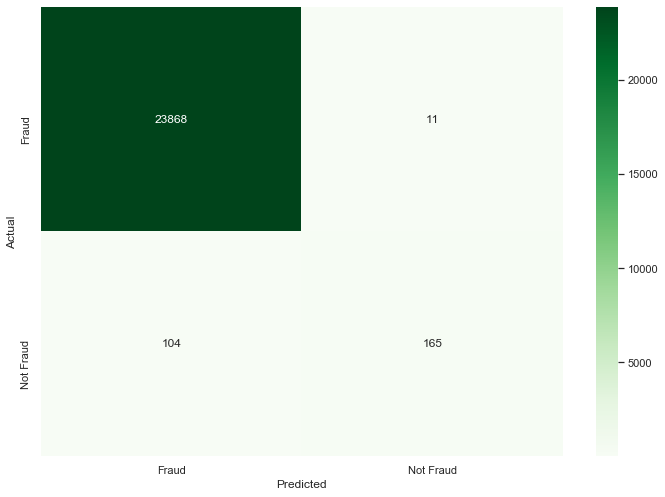 Fraud
23868
11
Actual
Not Fraud
104
165
Fraud
Not Fraud
Predicted
20000
15000
10000
5000